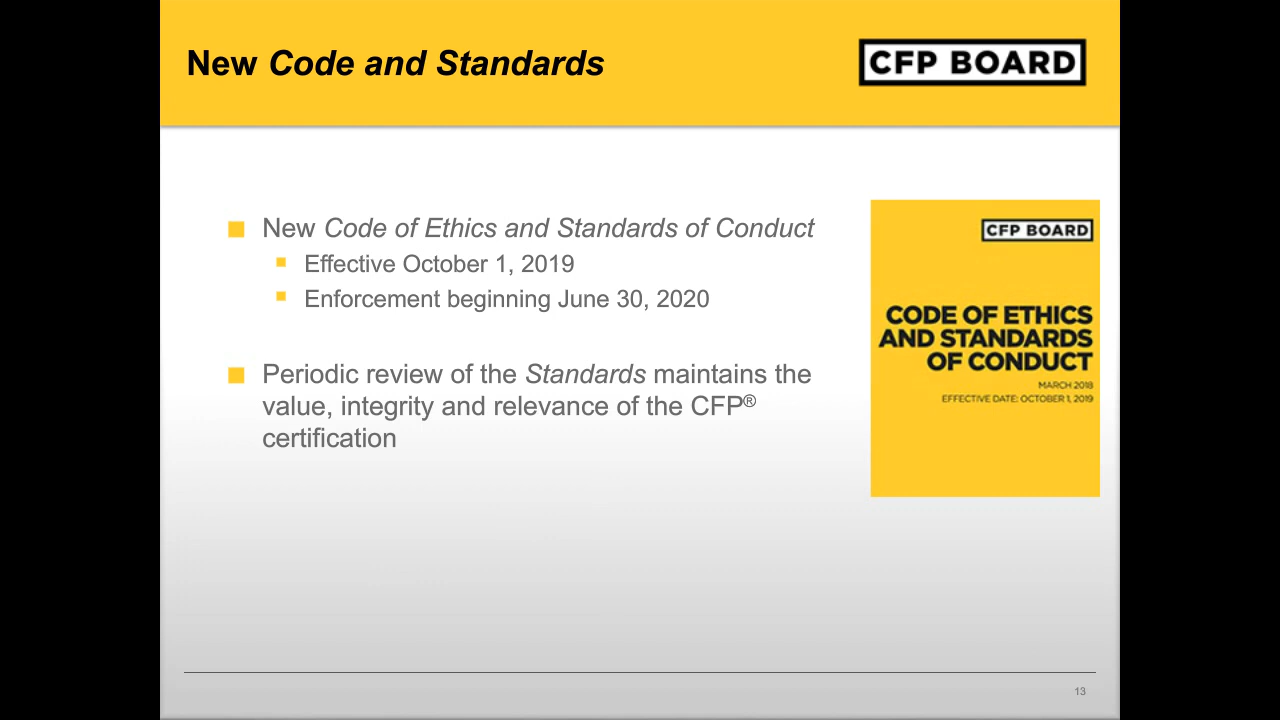 New Code and Standards
CFP BOARD
New Code of Ethics and Standards of Conduct
Effective October 1, 2019
Enforcement beginning June 30, 2020
Periodic review of the Standards maintains the
value, integrity and relevance of the CFP®
certification
CFP BOARD
CODE OF ETHICS
AND STANDARDS
OF CONDUCT
MARCH 2018
EFFECTIVE DATE: OCTOBER 1, 2019
13